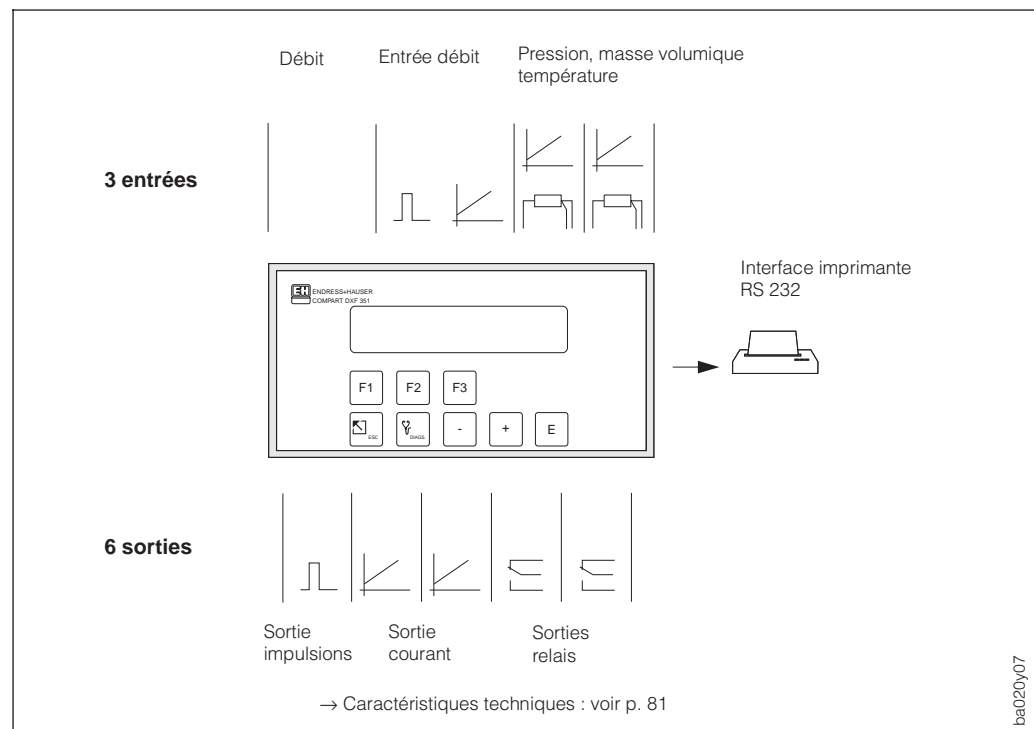 Débit
Entrée débit
Pression, masse volumique
température
3 entrées
EH
ENDRESS+HAUSER
COMPART DXF 351
Interface imprimante
RS 232
F1
F2
F3
ESC
DIAGS.
-
+
E
6 sorties
Sortie
impulsions
Sortie
courant
Sorties
relais
→ Caractéristiques techniques : voir p. 81
ba020y07